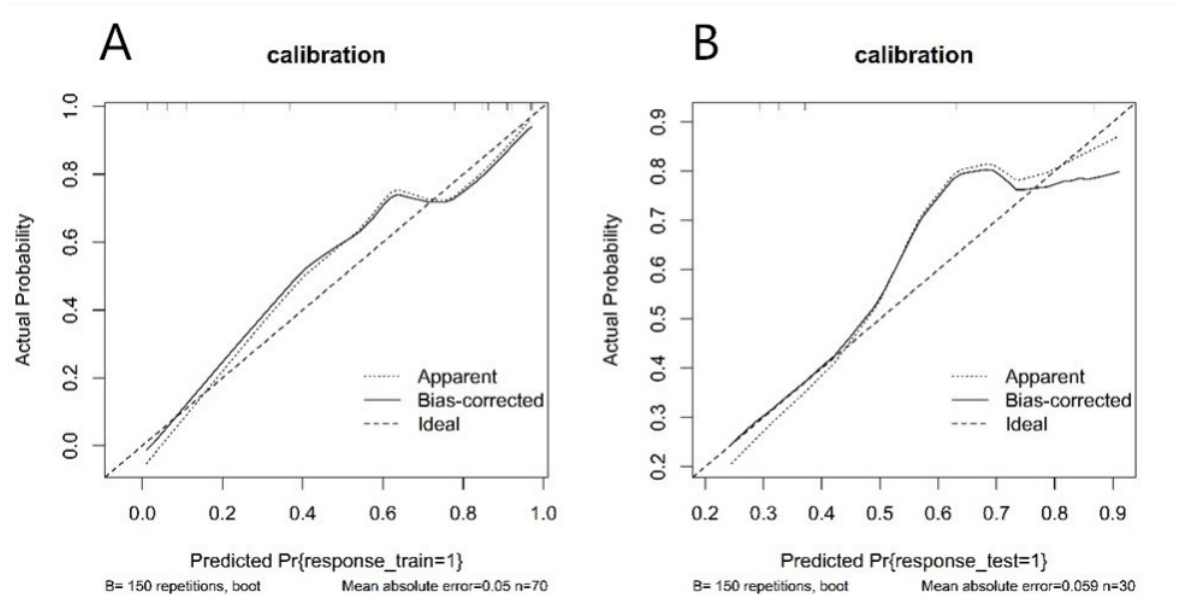 A
calibration
Actual Probability
1.0
0.8
0.6
0.4
0.2
0.0
Apparent
Bias-corrected
Ideal
0.0 0.2 0.4 0.6 0.8 1.0
Predicted Pr{response_train=1}
B= 150 repetitions, boot Mean absolute error=0.05 n=70
B
calibration
Actual Probability
0.9
0.8
0.7
0.6
0.5
0.4
0.3
0.2
Apparent
Bias-corrected
Ideal
0.2 0.3 0.4 0.5 0.6 0.7 0.8 0.9
Predicted Pr{response_test=1}
B= 150 repetitions, boot Mean absolute error=0.059 n=30